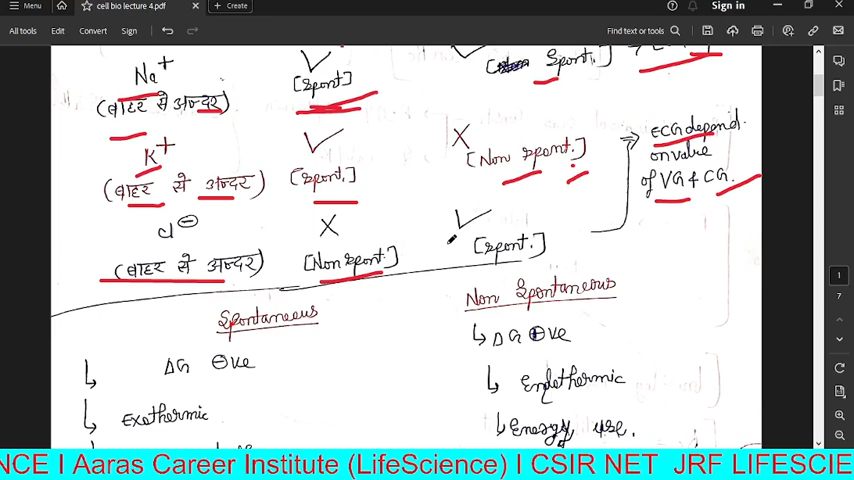 Menu
cell bio lecture 4.pdf
Create
Sign in
All tools
Edit
Convert
Sign
Find text or tools
Na+
[spont]
Spont.]
(बाहर से अन्दर)
K+
X
[Non spont.]
ECG depend.
on value
of VG & CG.
(बाहर से अन्दर)
[spont.]
cl ⊖
X
[spont.]
(बाहर से अन्दर)
[Non spont.]
Spontaneous
Non Spontaneous
ΔG ⊖ve
ΔG ⊕ve
Exothermic
Endethermic
Energy use.
1
7
NCE I Aaras Career Institute (LifeScience) I CSIR NET JRF LIFESCIE